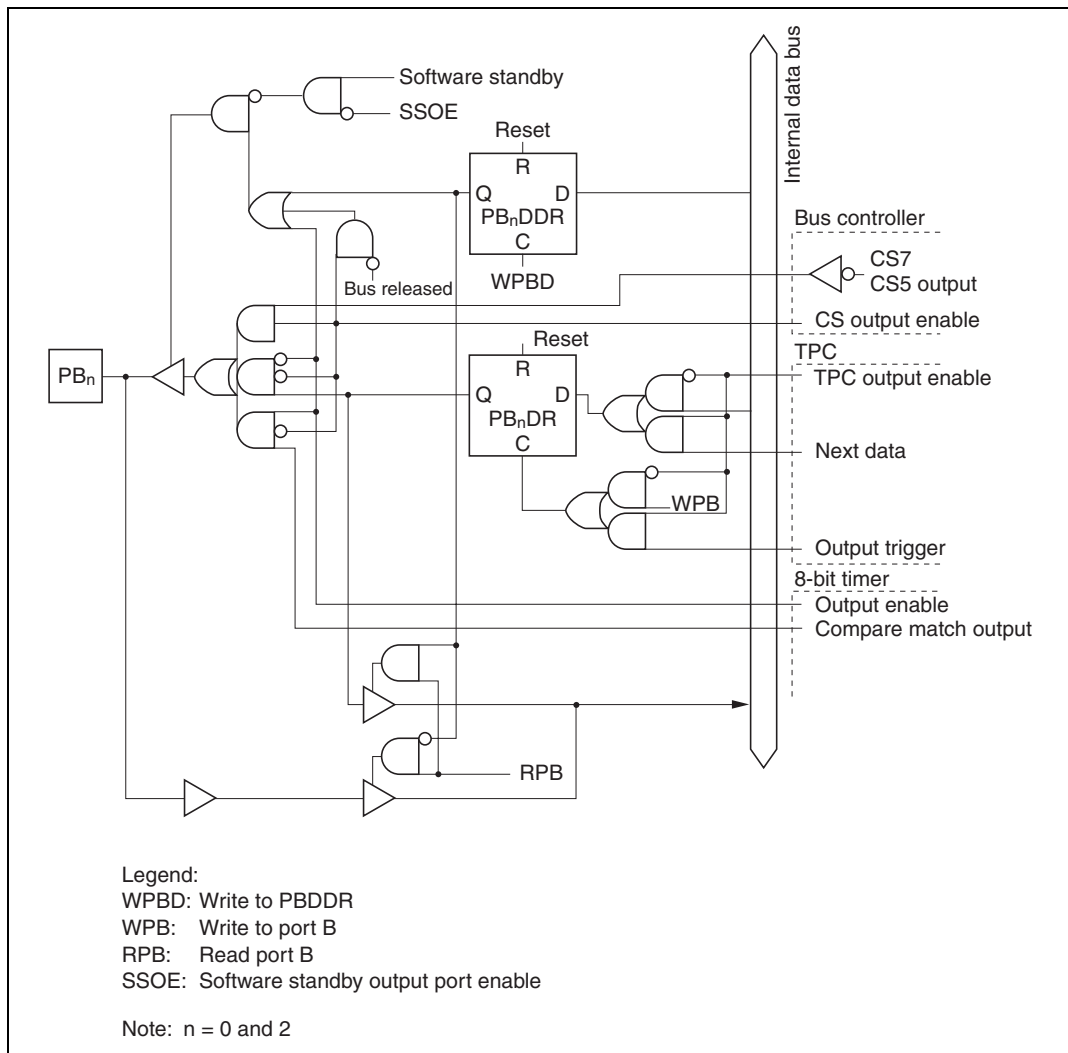 Software standby
SSOE
Reset
R
Q D
PBnDDR
C
WPBD
Internal data bus
Bus controller
CS7
CS5 output
Bus released
CS output enable
TPC
Reset
R
TPC output enable
PBn
Q D
PBnDR
C
Next data
WPB
Output trigger
8-bit timer
Output enable
Compare match output
RPB
Legend:
WPBD: Write to PBDDR
WPB: Write to port B
RPB: Read port B
SSOE: Software standby output port enable
Note: n = 0 and 2